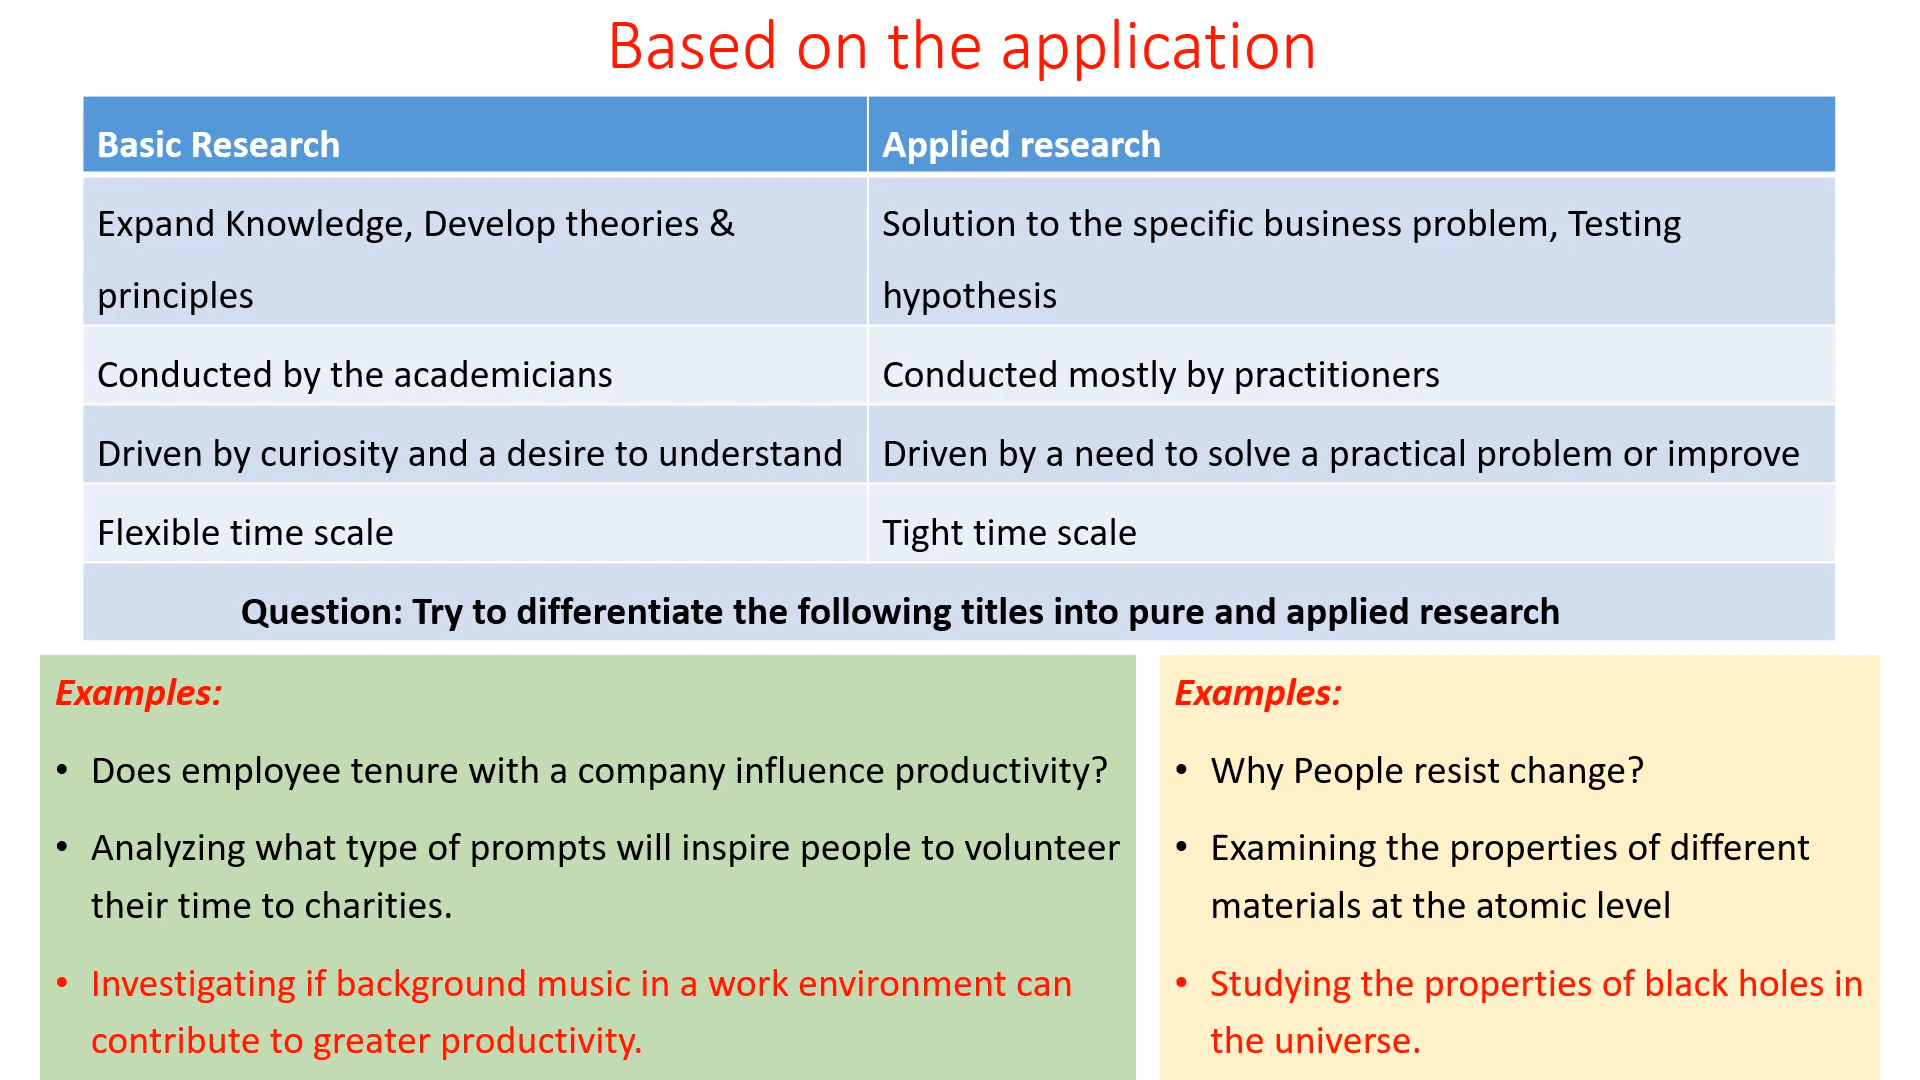 Based on the application
Basic Research
Applied research
Expand Knowledge, Develop theories &
principles
Solution to the specific business problem, Testing
hypothesis
Conducted by the academicians
Conducted mostly by practitioners
Driven by curiosity and a desire to understand
Driven by a need to solve a practical problem or improve
Flexible time scale
Tight time scale
Question: Try to differentiate the following titles into pure and applied research
Examples:
• Does employee tenure with a company influence productivity?
• Analyzing what type of prompts will inspire people to volunteer
their time to charities.
• Investigating if background music in a work environment can
contribute to greater productivity.
Examples:
• Why People resist change?
• Examining the properties of different
materials at the atomic level
• Studying the properties of black holes in
the universe.